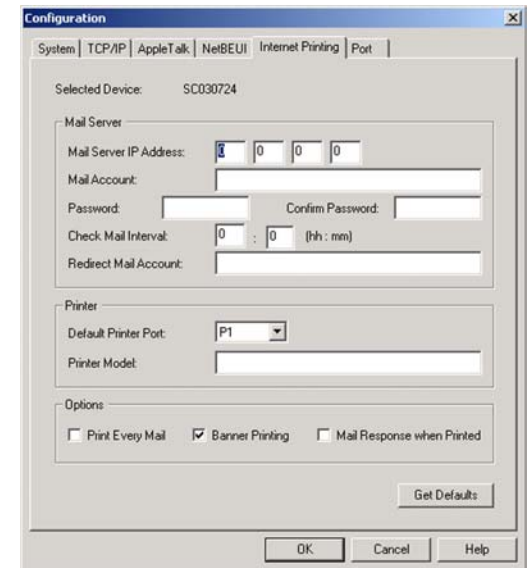 Configuration
System TCP/IP AppleTalk NetBEUI Internet Printing Port
Selected Device: SC030724
Mail Server
Mail Server IP Address: 0 0 0 0
Mail Account:
Password: Confirm Password:
Check Mail Interval: 0 : 0 (hh : mm)
Redirect Mail Account:
Printer
Default Printer Port: P1
Printer Model:
Options
Print Every Mail Banner Printing Mail Response when Printed
Get Defaults
OK Cancel Help